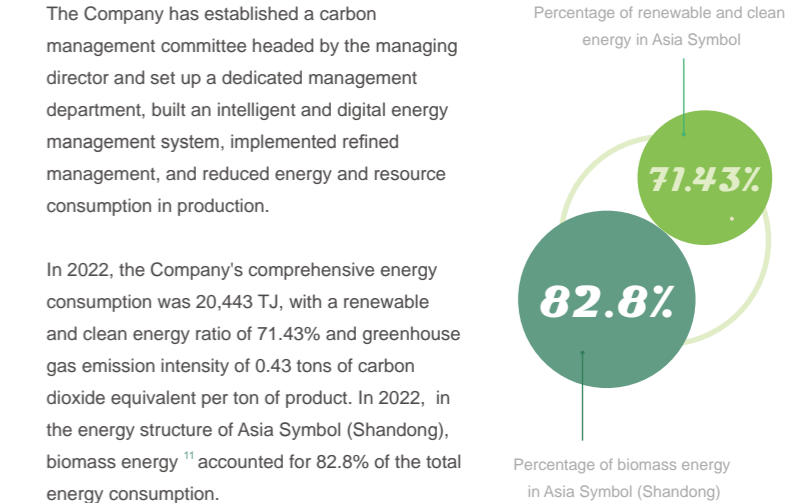 The Company has established a carbon
management committee headed by the managing
director and set up a dedicated management
department, built an intelligent and digital energy
management system, implemented refined
management, and reduced energy and resource
consumption in production.
In 2022, the Company's comprehensive energy
consumption was 20,443 TJ, with a renewable
and clean energy ratio of 71.43% and greenhouse
gas emission intensity of 0.43 tons of carbon
dioxide equivalent per ton of product. In 2022, in
the energy structure of Asia Symbol (Shandong),
biomass energy 11 accounted for 82.8% of the total
energy consumption.
Percentage of renewable and clean
energy in Asia Symbol
71.43%
82.8%
Percentage of biomass energy
in Asia Symbol (Shandong)